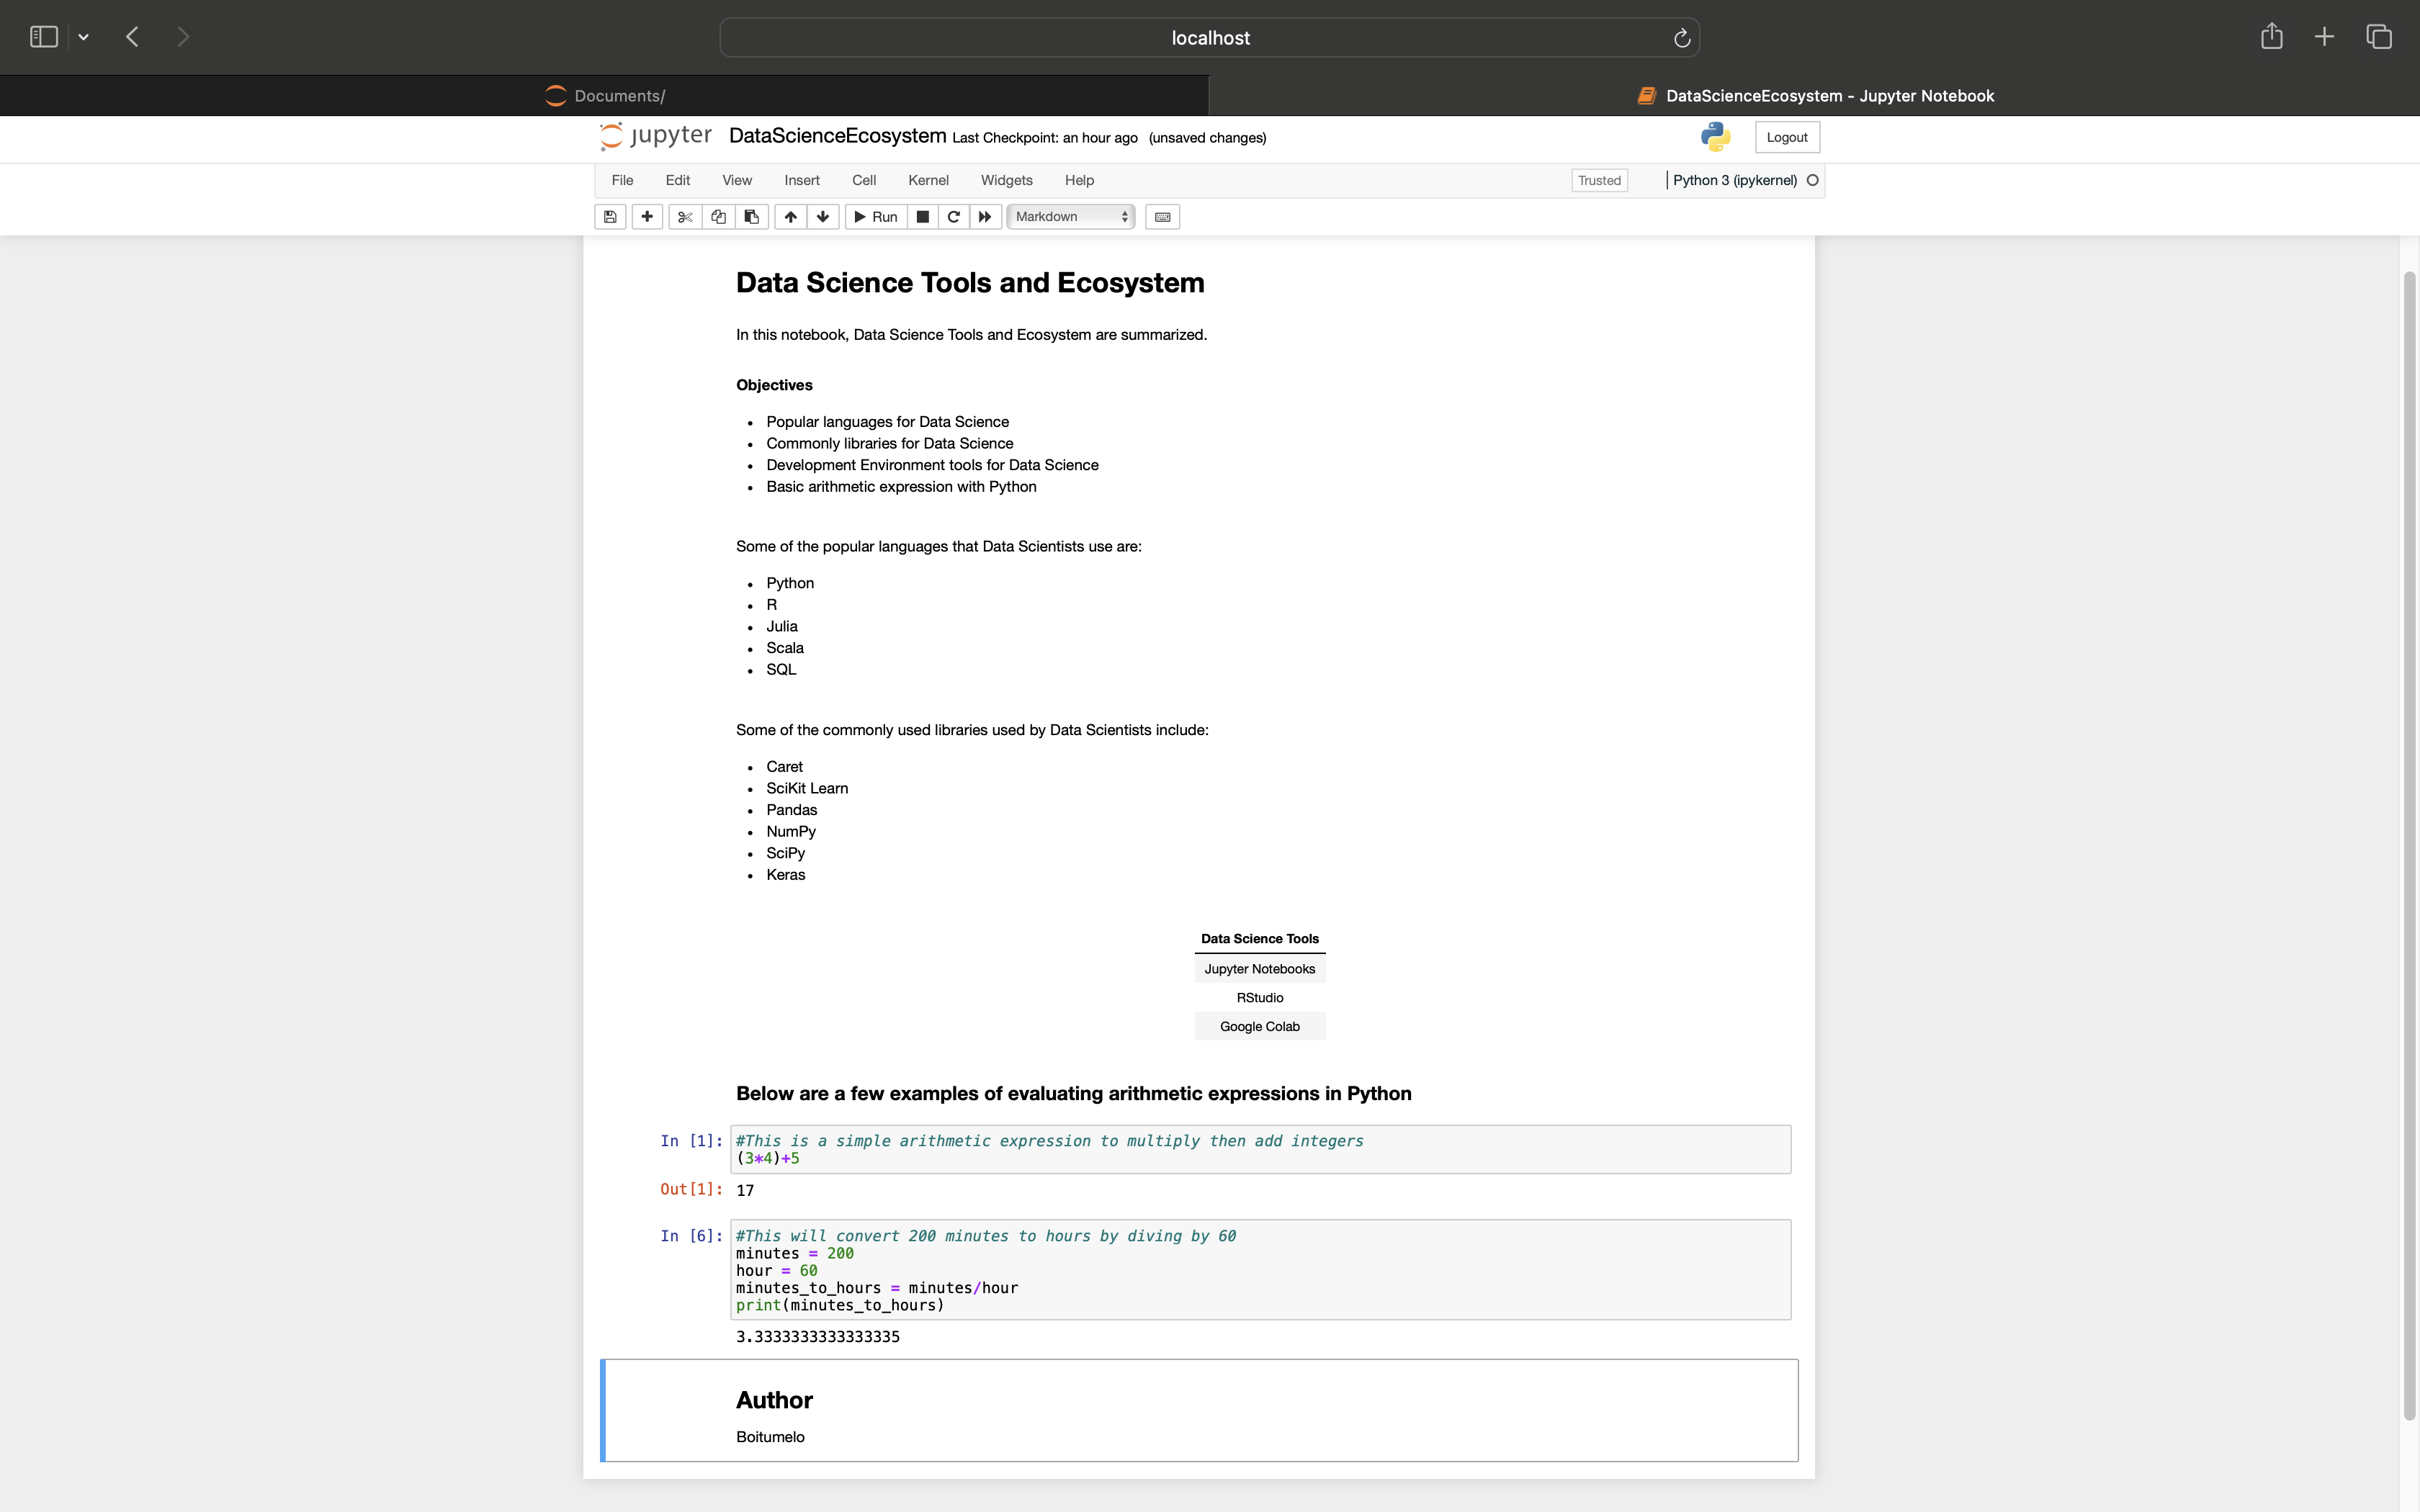 localhost
Documents/
DataScienceEcosystem - Jupyter Notebook
jupyter DataScienceEcosystem Last Checkpoint: an hour ago (unsaved changes)
Logout
File Edit View Insert Cell Kernel Widgets Help
Trusted
Python 3 (ipykernel)
Run
Markdown
Data Science Tools and Ecosystem
In this notebook, Data Science Tools and Ecosystem are summarized.
Objectives
• Popular languages for Data Science
• Commonly libraries for Data Science
• Development Environment tools for Data Science
• Basic arithmetic expression with Python
Some of the popular languages that Data Scientists use are:
• Python
• R
• Julia
• Scala
• SQL
Some of the commonly used libraries used by Data Scientists include:
• Caret
• SciKit Learn
• Pandas
• NumPy
• SciPy
• Keras
Data Science Tools
Jupyter Notebooks
RStudio
Google Colab
Below are a few examples of evaluating arithmetic expressions in Python
In [1]: #This is a simple arithmetic expression to multiply then add integers
(3*4)+5
Out[1]: 17
In [6]: #This will convert 200 minutes to hours by diving by 60
minutes = 200
hour = 60
minutes_to_hours = minutes/hour
print(minutes_to_hours)
3.3333333333333335
Author
Boitumelo